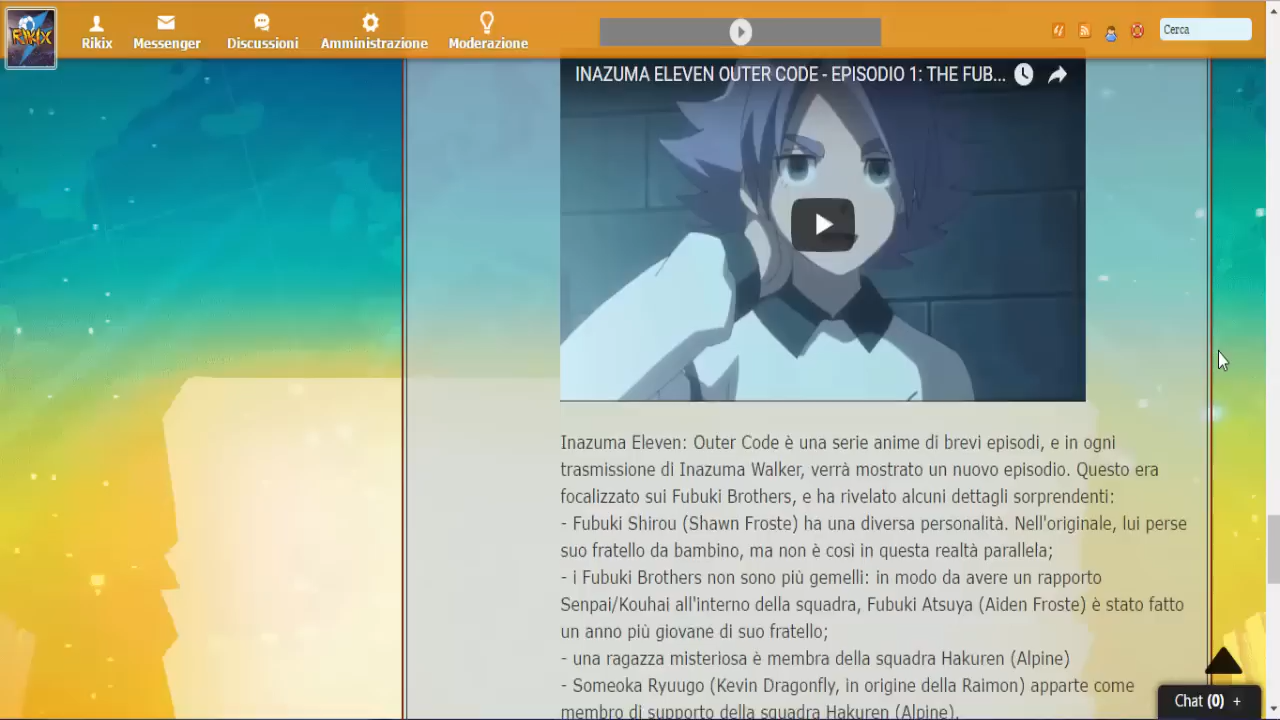 RIKIX
Rikix
Messenger
Discussioni
Amministrazione
Moderazione
Cerca
INAZUMA ELEVEN OUTER CODE - EPISODIO 1: THE FUB...
Inazuma Eleven: Outer Code è una serie anime di brevi episodi, e in ogni
trasmissione di Inazuma Walker, verrà mostrato un nuovo episodio. Questo era
focalizzato sui Fubuki Brothers, e ha rivelato alcuni dettagli sorprendenti:
- Fubuki Shirou (Shawn Froste) ha una diversa personalità. Nell'originale, lui perse
suo fratello da bambino, ma non è così in questa realtà parallela;
- i Fubuki Brothers non sono più gemelli: in modo da avere un rapporto
Senpai/Kouhai all'interno della squadra, Fubuki Atsuya (Aiden Froste) è stato fatto
un anno più giovane di suo fratello;
- una ragazza misteriosa è membra della squadra Hakuren (Alpine)
- Someoka Ryuugo (Kevin Dragonfly, in origine della Raimon) apparte come
membro di supporto della squadra Hakuren (Alpine).
Chat (0) +